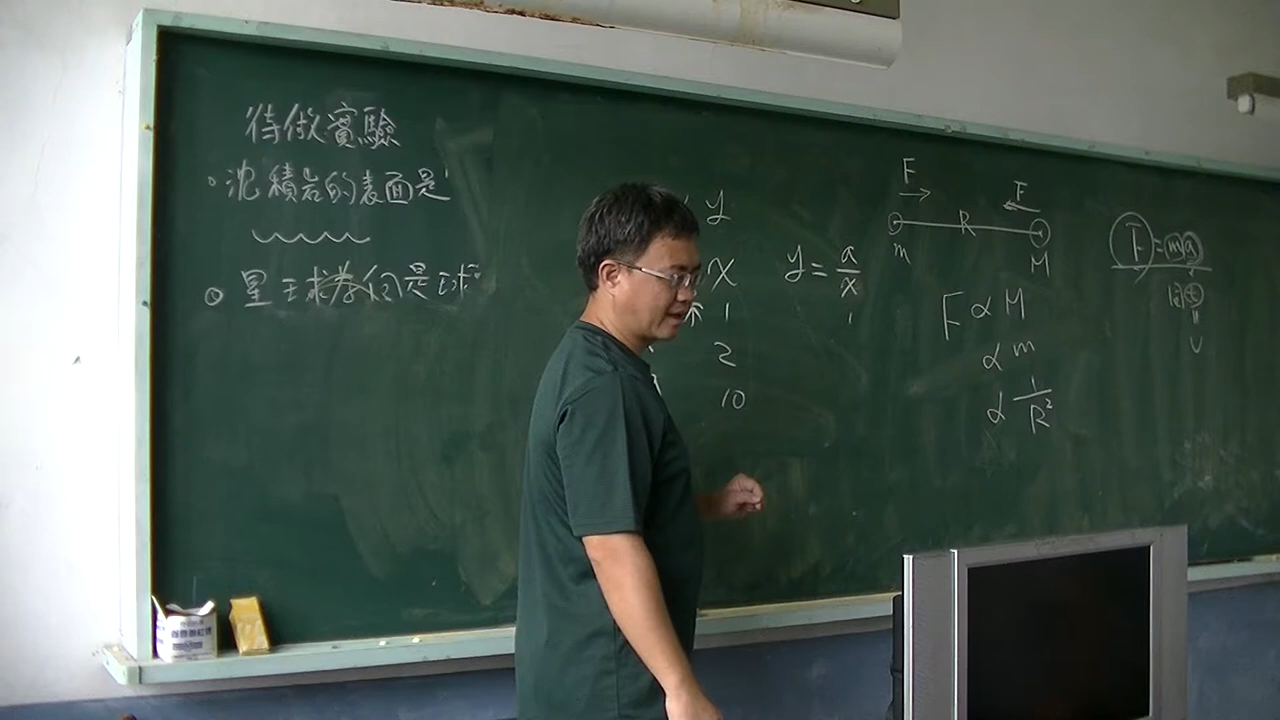 待做實驗
沈積岩的表面是
星球為何是球
y
x
1
2
10
y = a/x
F
F
R
m
M
F = ma
F α M
α m
α 1/R²